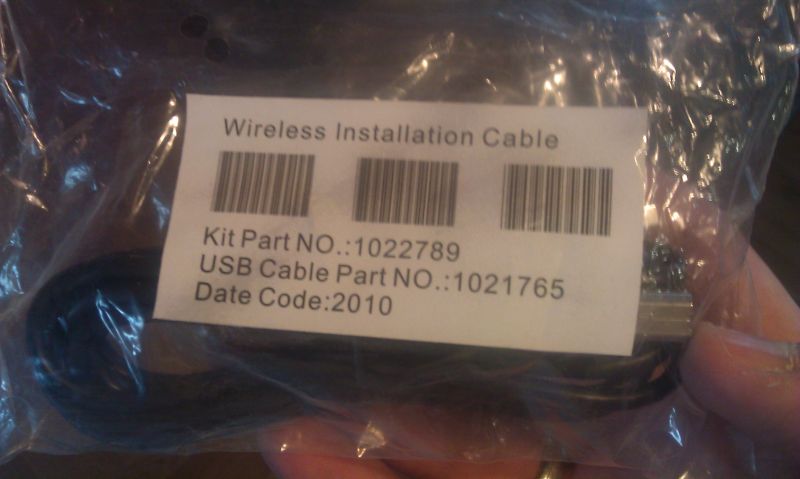 Wireless Installation Cable
Kit Part NO.:1022789
USB Cable Part NO.:1021765
Date Code:2010